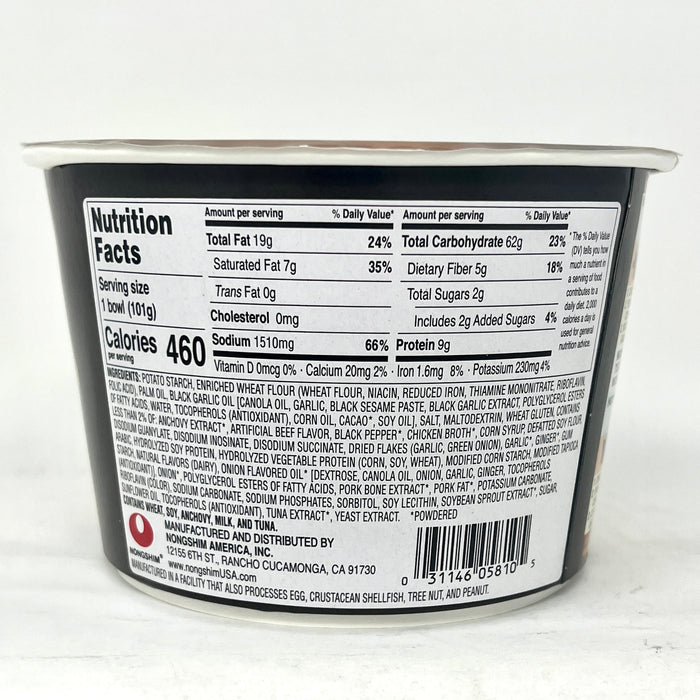 Nutrition
Facts
Serving size
1 bowl (101g)
Calories 460
per serving
Amount per serving % Daily Value*
Total Fat 19g 24%
Saturated Fat 7g 35%
Trans Fat 0g
Cholesterol 0mg
Sodium 1510mg 66%
Amount per serving % Daily Value*
Total Carbohydrate 62g 23%
Dietary Fiber 5g 18%
Total Sugars 2g
Includes 2g Added Sugars 4%
Protein 9g
Vitamin D 0mcg 0% · Calcium 20mg 2% · Iron 1.6mg 8% · Potassium 230mg 4%
*The % Daily Value
(DV) tells you how
much a nutrient in
a serving of food
contributes to a
daily diet. 2,000
calories a day is
used for general
nutrition advice.
INGREDIENTS: POTATO STARCH, ENRICHED WHEAT FLOUR (WHEAT FLOUR, NIACIN, REDUCED IRON, THIAMINE MONONITRATE, RIBOFLAVIN,
FOLIC ACID), PALM OIL, BLACK GARLIC OIL [CANOLA OIL, GARLIC, BLACK SESAME PASTE, BLACK GARLIC EXTRACT, POLYGLYCEROL ESTERS
OF FATTY ACIDS, WATER, TOCOPHEROLS (ANTIOXIDANT), CORN OIL, CACAO*, SOY OIL], SALT, MALTODEXTRIN, WHEAT GLUTEN, CONTAINS
LESS THAN 2% OF: ANCHOVY EXTRACT*, ARTIFICIAL BEEF FLAVOR, BLACK PEPPER*, CHICKEN BROTH*, CORN SYRUP, DEFATTED SOY FLOUR,
DISODIUM GUANYLATE, DISODIUM INOSINATE, DISODIUM SUCCINATE, DRIED FLAKES (GARLIC, GREEN ONION), GARLIC*, GINGER*, GUM
ARABIC, HYDROLYZED SOY PROTEIN, HYDROLYZED VEGETABLE PROTEIN (CORN, SOY, WHEAT), MODIFIED CORN STARCH, MODIFIED TAPIOCA
STARCH, NATURAL FLAVORS (DAIRY), ONION FLAVORED OIL* [DEXTROSE, CANOLA OIL, ONION, GARLIC, GINGER, TOCOPHEROLS
(ANTIOXIDANT)], ONION*, POLYGLYCEROL ESTERS OF FATTY ACIDS, PORK BONE EXTRACT*, PORK FAT*, POTASSIUM CARBONATE,
RIBOFLAVIN (COLOR), SODIUM CARBONATE, SODIUM PHOSPHATES, SORBITOL, SOY LECITHIN, SOYBEAN SPROUT EXTRACT*, SUGAR,
SUNFLOWER OIL, TOCOPHEROLS (ANTIOXIDANT), TUNA EXTRACT*, YEAST EXTRACT. *POWDERED
CONTAINS WHEAT, SOY, ANCHOVY, MILK, AND TUNA.
NONGSHIM
MANUFACTURED AND DISTRIBUTED BY
NONGSHIM AMERICA, INC.
12155 6TH ST., RANCHO CUCAMONGA, CA 91730
www.nongshimUSA.com
MANUFACTURED IN A FACILITY THAT ALSO PROCESSES EGG, CRUSTACEAN SHELLFISH, TREE NUT, AND PEANUT.
0 31146 05810 5